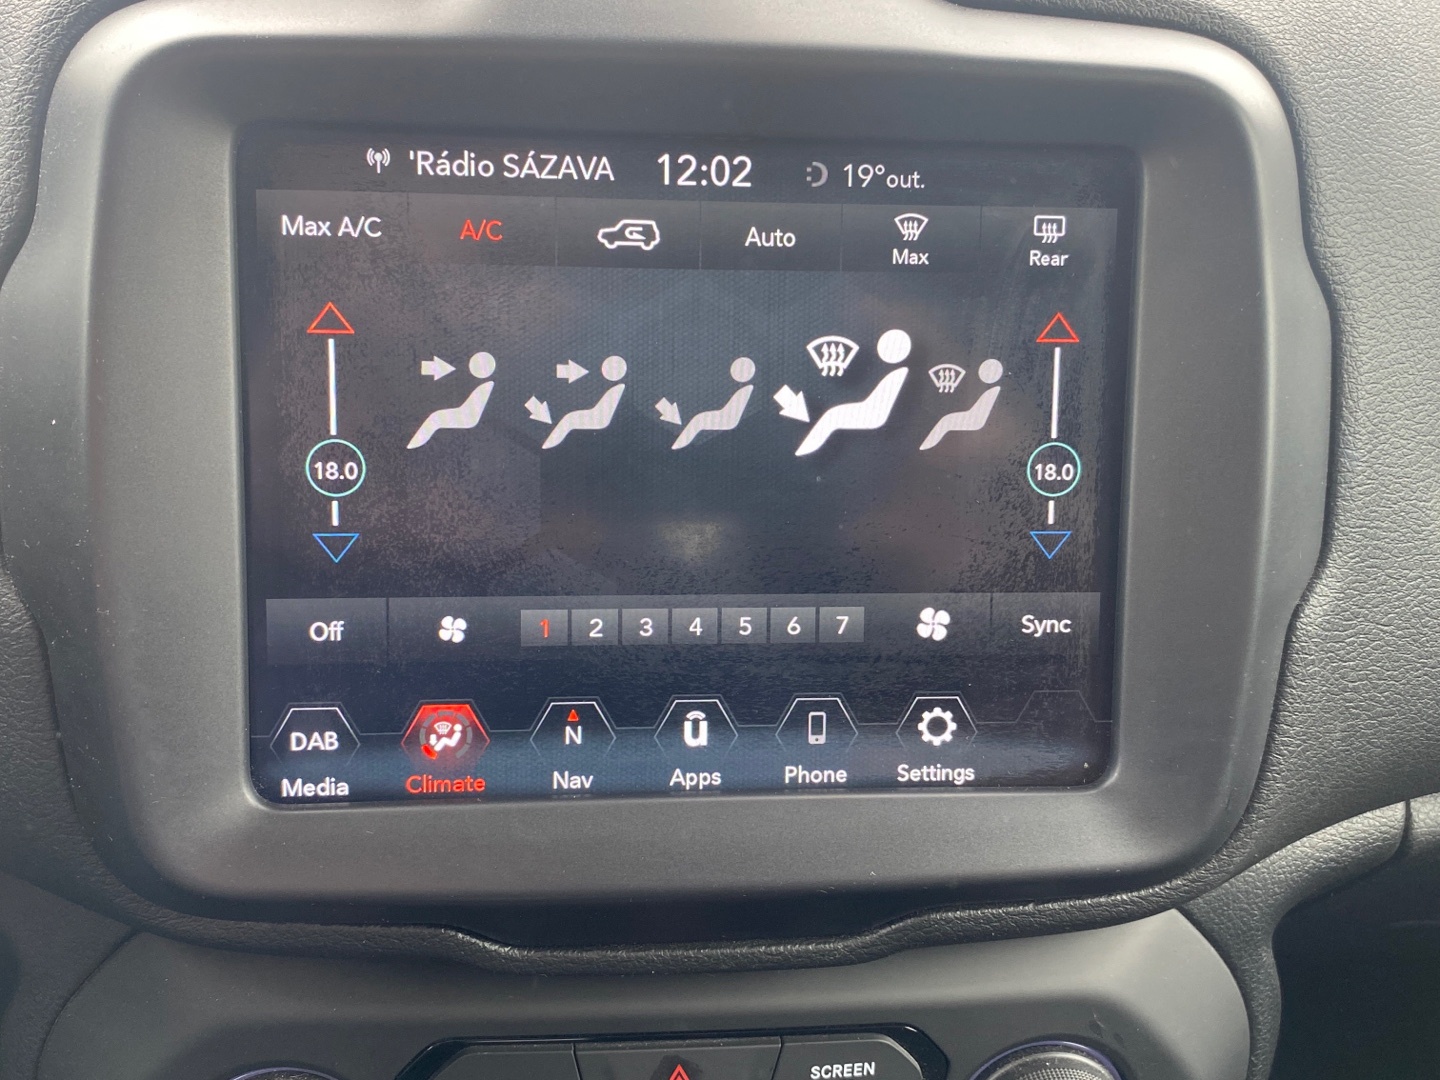 'Rádio SÁZAVA 12:02 19°out.
Max A/C A/C Auto Max Rear
18.0 18.0
Off 1 2 3 4 5 6 7 Sync
DAB N ū
Media Climate Nav Apps Phone Settings
SCREEN